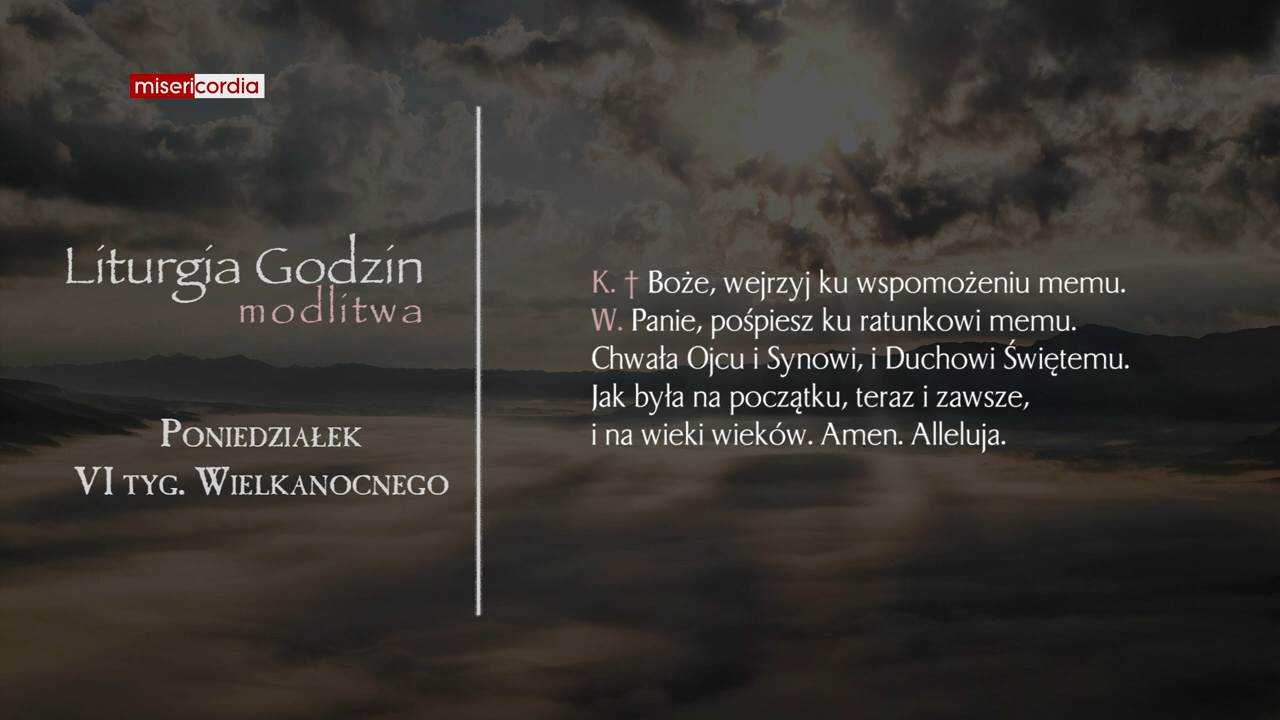 misericordia
Liturgia Godzin
modlitwa
Poniedziałek
VI tyg. Wielkanocnego
K. † Boże, wejrzyj ku wspomożeniu memu.
W. Panie, pośpiesz ku ratunkowi memu.
Chwała Ojcu i Synowi, i Duchowi Świętemu.
Jak była na początku, teraz i zawsze,
i na wieki wieków. Amen. Alleluja.